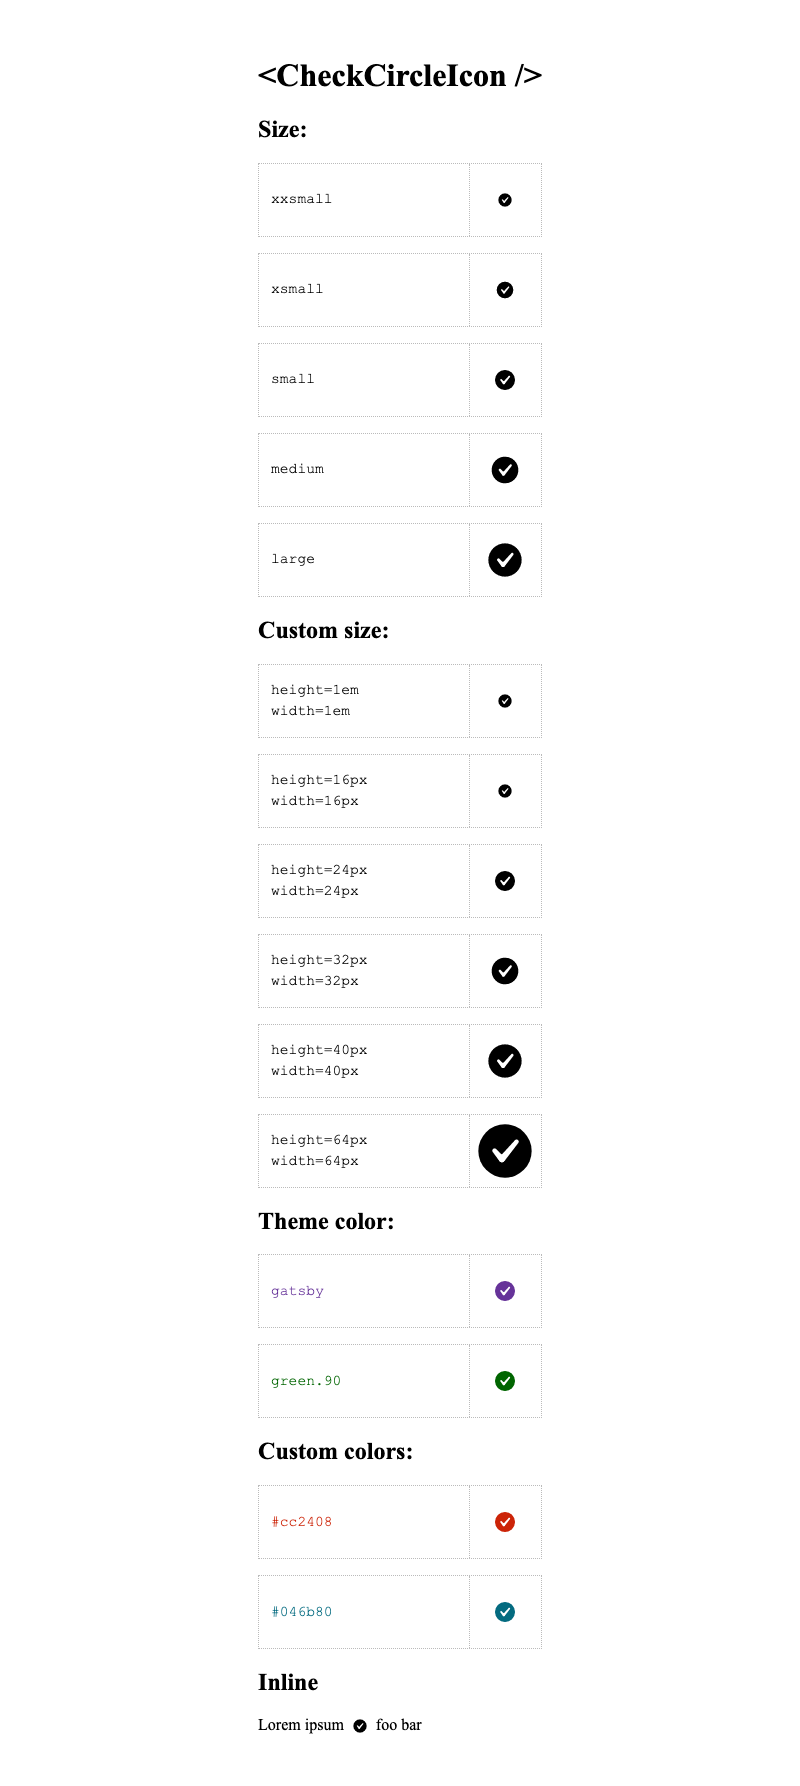 <CheckCircleIcon />
Size:
xxsmall
xsmall
small
medium
large
Custom size:
height=1em
width=1em
height=16px
width=16px
height=24px
width=24px
height=32px
width=32px
height=40px
width=40px
height=64px
width=64px
Theme color:
gatsby
green.90
Custom colors:
#cc2408
#046b80
Inline
Lorem ipsum foo bar